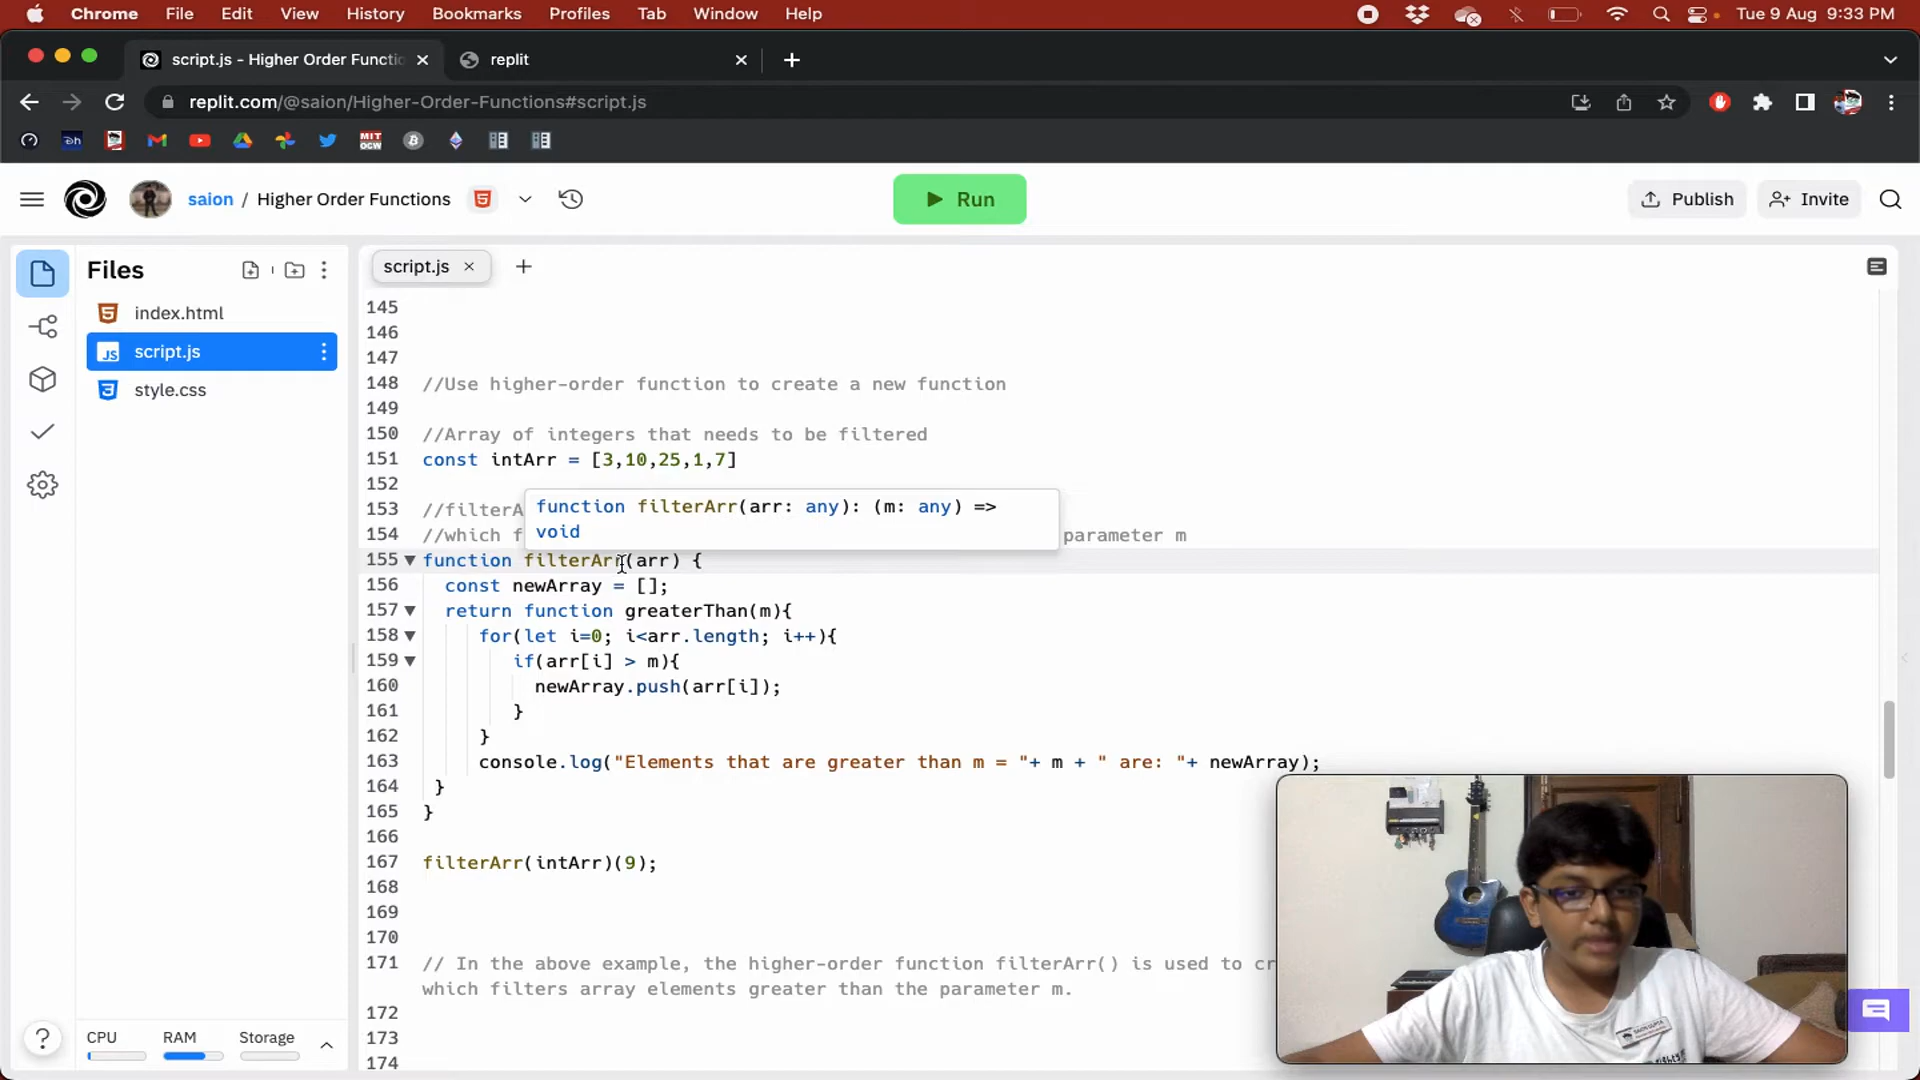 Chrome File Edit View History Bookmarks Profiles Tab Window Help Tue 9 Aug 9:33 PM
script.js - Higher Order Functi
replit
replit.com/@saion/Higher-Order-Functions#script.js
MIT OCW
saion / Higher Order Functions
Run
Publish
Invite
Files
index.html
script.js
style.css
script.js
145
146
147
148 //Use higher-order function to create a new function
149
150 //Array of integers that needs to be filtered
151 const intArr = [3,10,25,1,7]
152
function filterArr(arr: any): (m: any) =>
void
153 //filterA
154 //which f parameter m
155 function filterArr(arr) {
156 const newArray = [];
157 return function greaterThan(m){
158 for(let i=0; i<arr.length; i++){
159 if(arr[i] > m){
160 newArray.push(arr[i]);
161 }
162 }
163 console.log("Elements that are greater than m = "+ m + " are: "+ newArray);
164 }
165 }
166
167 filterArr(intArr)(9);
168
169
170
171 // In the above example, the higher-order function filterArr() is used to cr
which filters array elements greater than the parameter m.
172
173
174
CPU RAM Storage